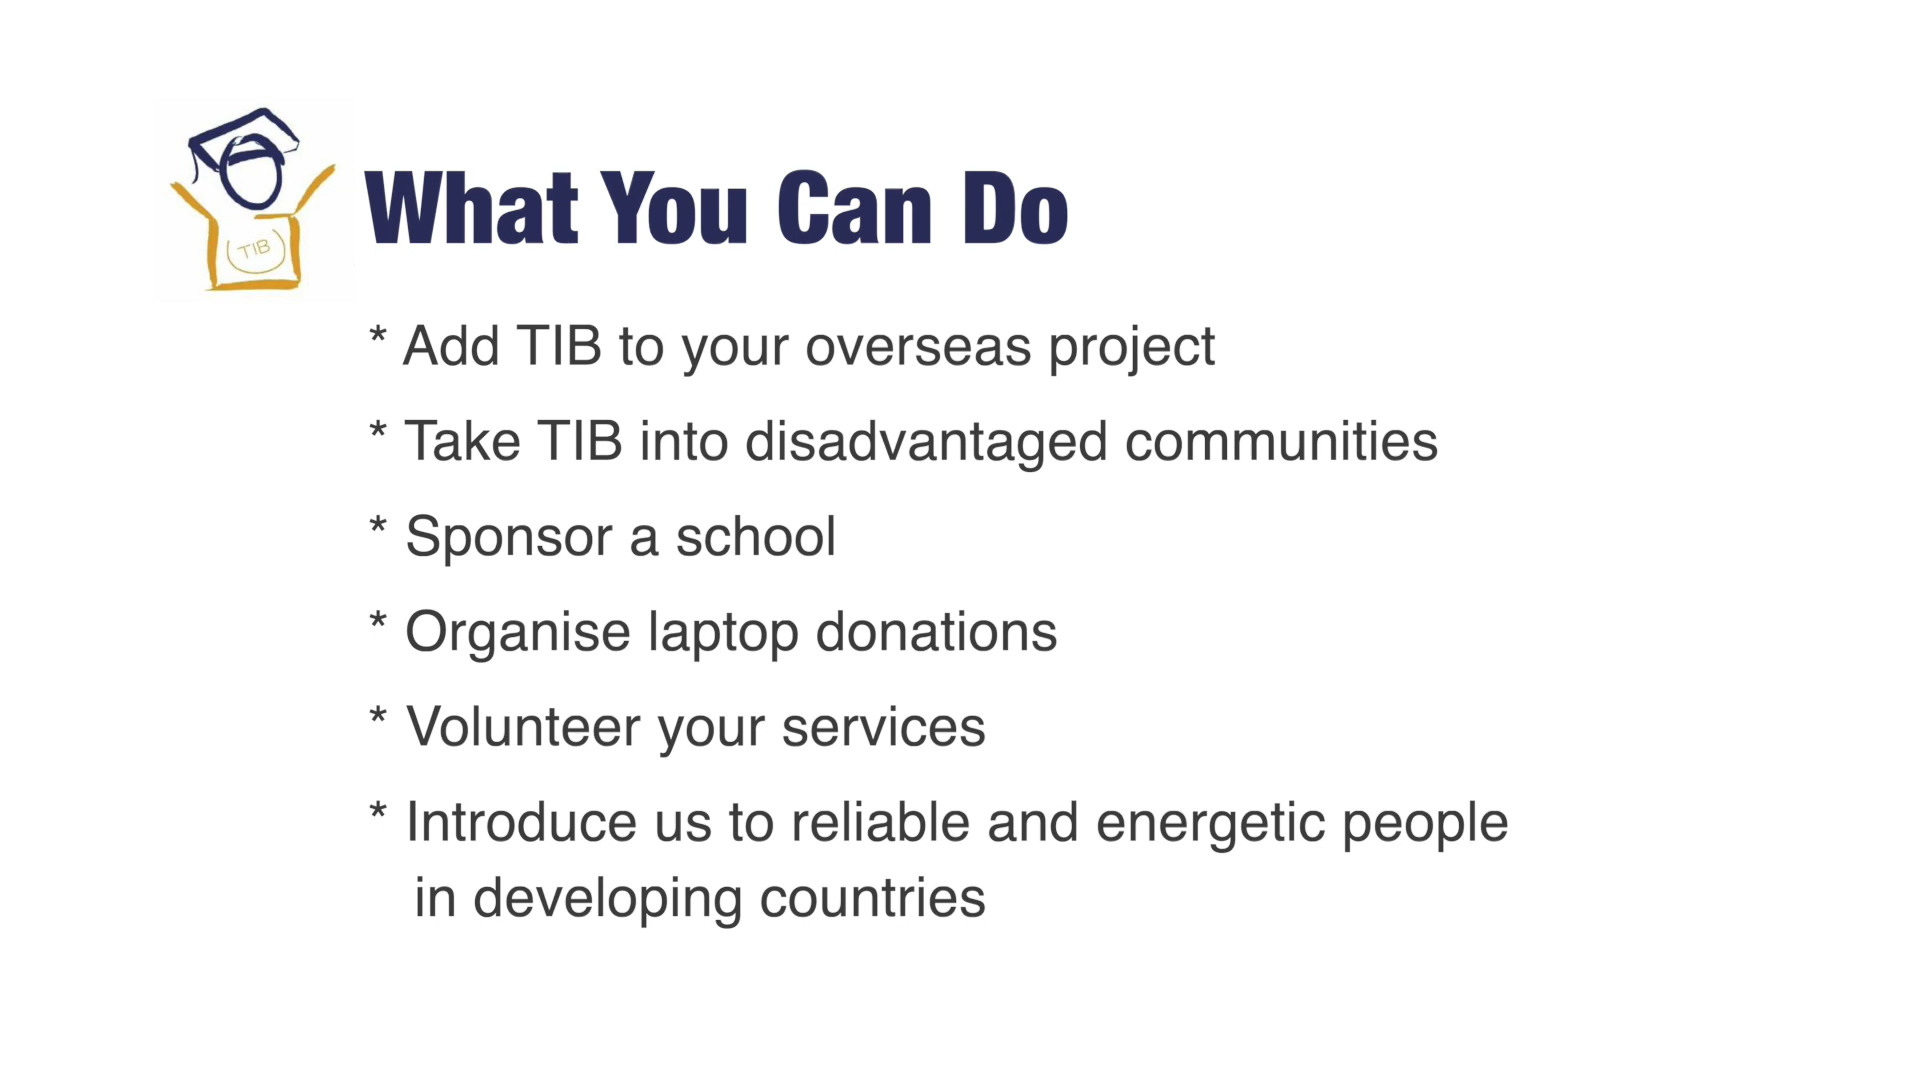 TIB
What You Can Do
* Add TIB to your overseas project
* Take TIB into disadvantaged communities
* Sponsor a school
* Organise laptop donations
* Volunteer your services
* Introduce us to reliable and energetic people
in developing countries